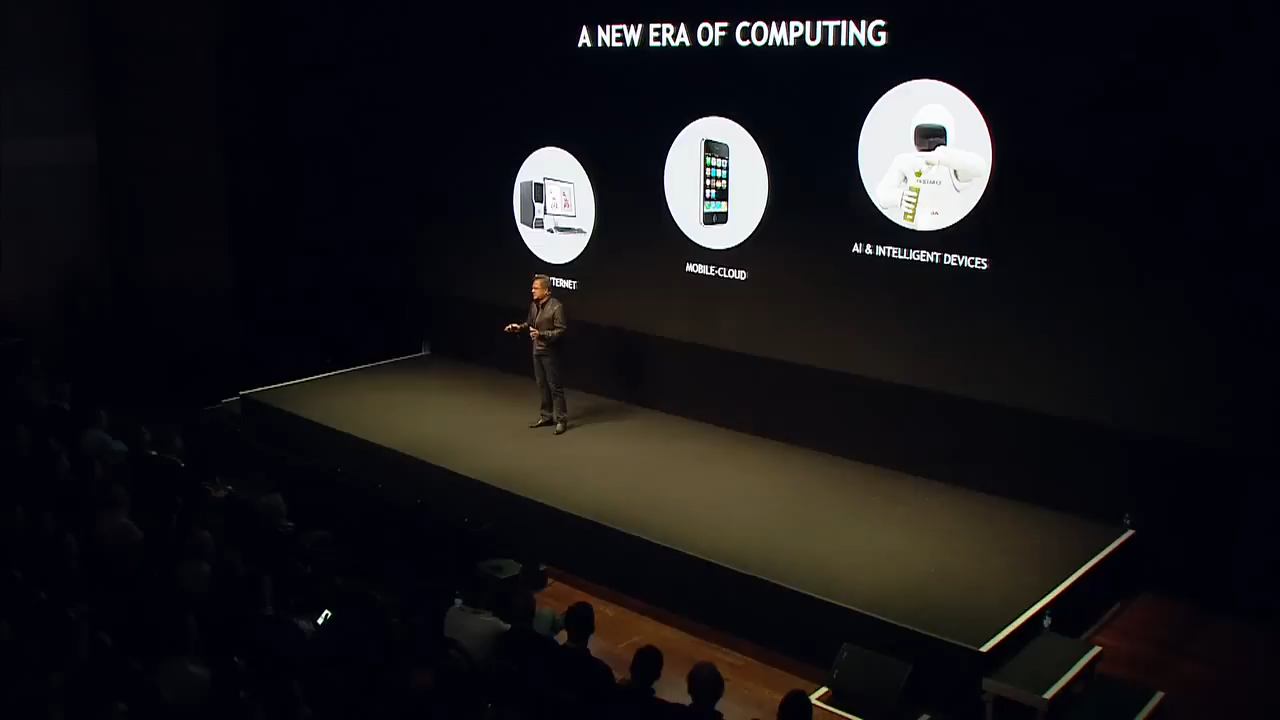 A NEW ERA OF COMPUTING
TERNET
MOBILE-CLOUD
AI & INTELLIGENT DEVICES